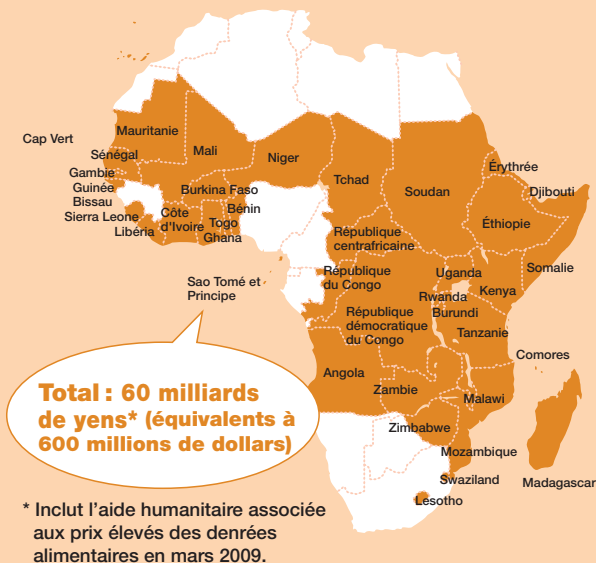 Cap Vert
Mauritanie
Mali
Niger
Sénégal
Gambie
Guinée
Bissau
Sierra Leone
Libéria
Côte
d'Ivoire
Burkina Faso
Togo
Ghana
Bénin
Tchad
Soudan
Érythrée
Djibouti
Éthiopie
République
centrafricaine
Somalie
Sao Tomé et
Principe
République
du Congo
Uganda
Kenya
Rwanda
Burundi
République
démocratique
du Congo
Tanzanie
Comores
Angola
Zambie
Malawi
Zimbabwe
Mozambique
Swaziland
Madagascar
Lesotho
Total : 60 milliards
de yens* (équivalents à
600 millions de dollars)
* Inclut l'aide humanitaire associée
aux prix élevés des denrées
alimentaires en mars 2009.